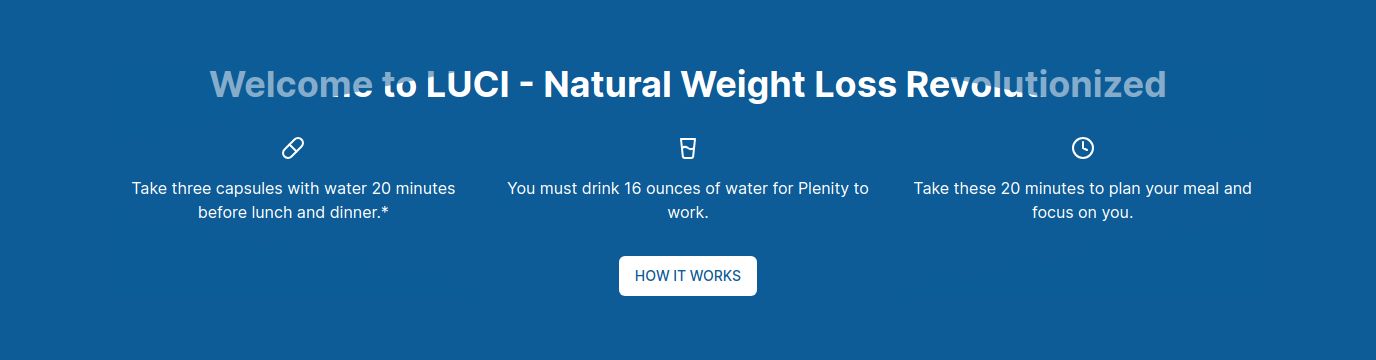 Welcome to LUCI - Natural Weight Loss Revolutionized
Take three capsules with water 20 minutes
before lunch and dinner.*
You must drink 16 ounces of water for Plenity to
work.
Take these 20 minutes to plan your meal and
focus on you.
HOW IT WORKS